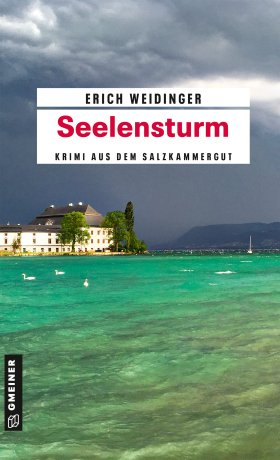 ERICH WEIDINGER
Seelensturm
KRIMI AUS DEM SALZKAMMERGUT
GMEINER